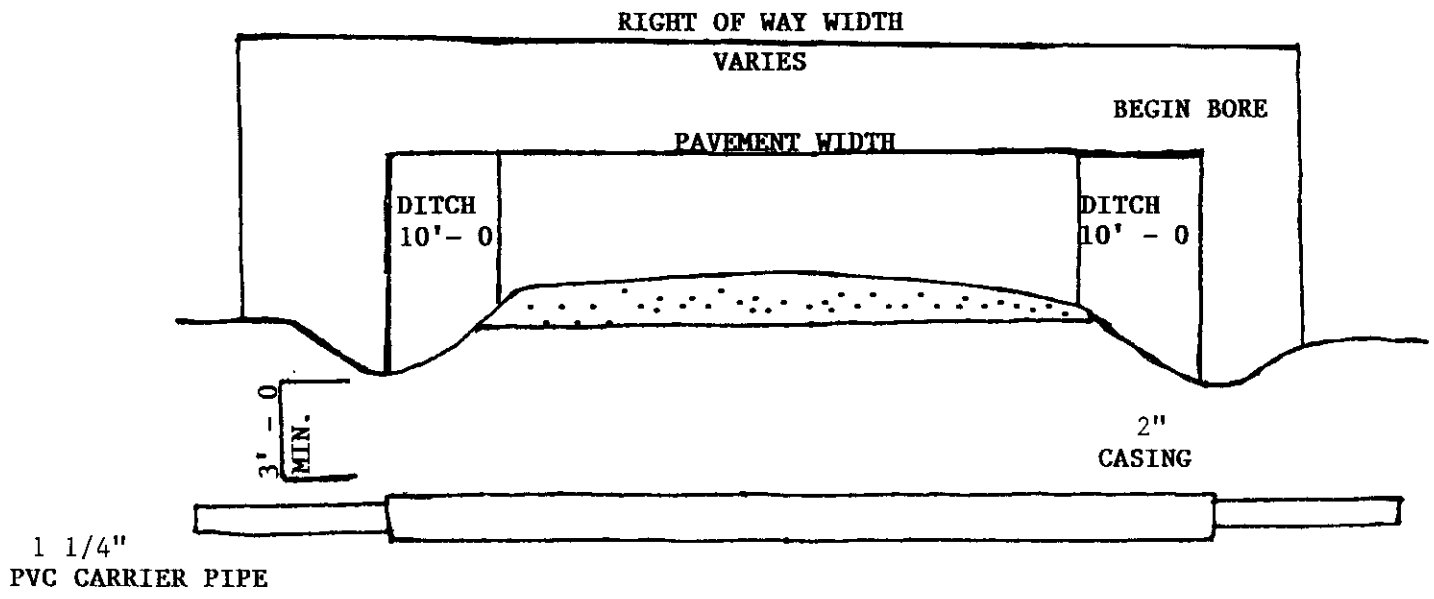 RIGHT OF WAY WIDTH
VARIES
BEGIN BORE
PAVEMENT WIDTH
DITCH
10'- 0
DITCH
10' - 0
3' - 0
MIN.
2"
CASING
1 1/4"
PVC CARRIER PIPE